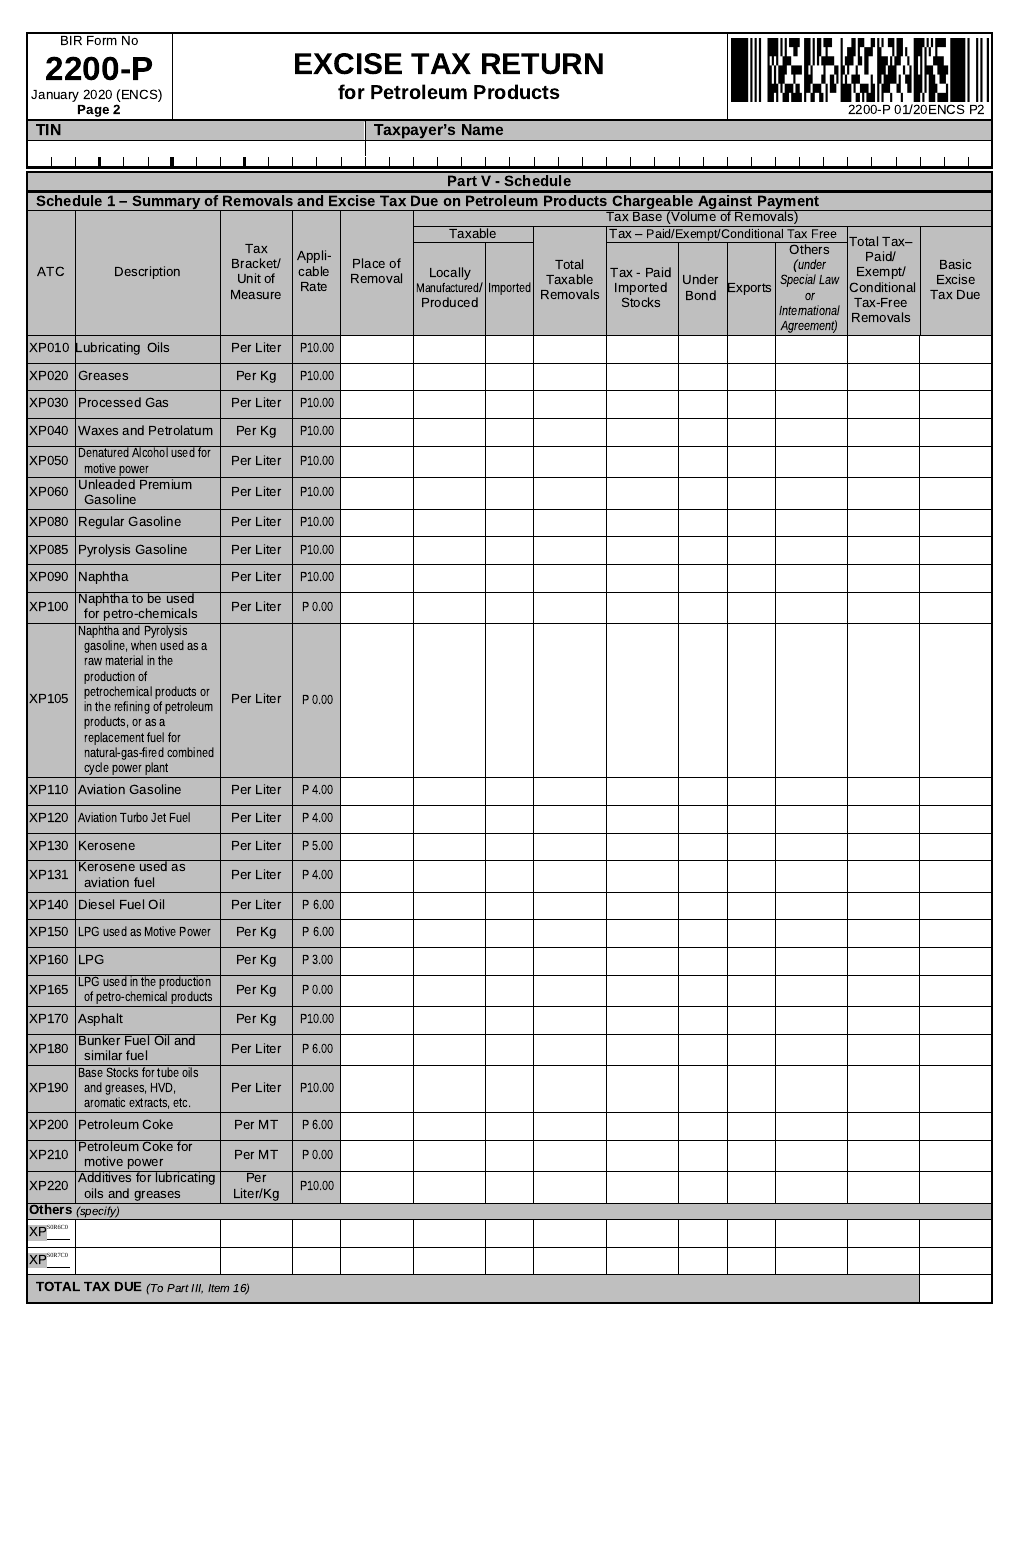 BIR Form No
2200-P
January 2020 (ENCS)
Page 2
EXCISE TAX RETURN
for Petroleum Products
2200-P 01/20ENCS P2
TIN
Taxpayer’s Name
Part V - Schedule
Schedule 1 – Summary of Removals and Excise Tax Due on Petroleum Products Chargeable Against Payment
ATC
Description
Tax
Bracket/
Unit of
Measure
Appli-
cable
Rate
Place of
Removal
Tax Base (Volume of Removals)
Taxable
Locally
Manufactured/
Produced
Imported
Total
Taxable
Removals
Tax – Paid/Exempt/Conditional Tax Free
Tax - Paid
Imported
Stocks
Under
Bond
Exports
Others
(under
Special Law
or
International
Agreement)
Total Tax–
Paid/
Exempt/
Conditional
Tax-Free
Removals
Basic
Excise
Tax Due
XP010 Lubricating Oils Per Liter P10.00
XP020 Greases Per Kg P10.00
XP030 Processed Gas Per Liter P10.00
XP040 Waxes and Petrolatum Per Kg P10.00
XP050 Denatured Alcohol used for
motive power Per Liter P10.00
XP060 Unleaded Premium
Gasoline Per Liter P10.00
XP080 Regular Gasoline Per Liter P10.00
XP085 Pyrolysis Gasoline Per Liter P10.00
XP090 Naphtha Per Liter P10.00
XP100 Naphtha to be used
for petro-chemicals Per Liter P 0.00
XP105 Naphtha and Pyrolysis
gasoline, when used as a
raw material in the
production of
petrochemical products or
in the refining of petroleum
products, or as a
replacement fuel for
natural-gas-fired combined
cycle power plant Per Liter P 0.00
XP110 Aviation Gasoline Per Liter P 4.00
XP120 Aviation Turbo Jet Fuel Per Liter P 4.00
XP130 Kerosene Per Liter P 5.00
XP131 Kerosene used as
aviation fuel Per Liter P 4.00
XP140 Diesel Fuel Oil Per Liter P 6.00
XP150 LPG used as Motive Power Per Kg P 6.00
XP160 LPG Per Kg P 3.00
XP165 LPG used in the production
of petro-chemical products Per Kg P 0.00
XP170 Asphalt Per Kg P10.00
XP180 Bunker Fuel Oil and
similar fuel Per Liter P 6.00
XP190 Base Stocks for tube oils
and greases, HVD,
aromatic extracts, etc. Per Liter P10.00
XP200 Petroleum Coke Per MT P 6.00
XP210 Petroleum Coke for
motive power Per MT P 0.00
XP220 Additives for lubricating
oils and greases Per
Liter/Kg P10.00
Others (specify)
XP S0R6C0
XP S0R7C0
TOTAL TAX DUE (To Part III, Item 16)